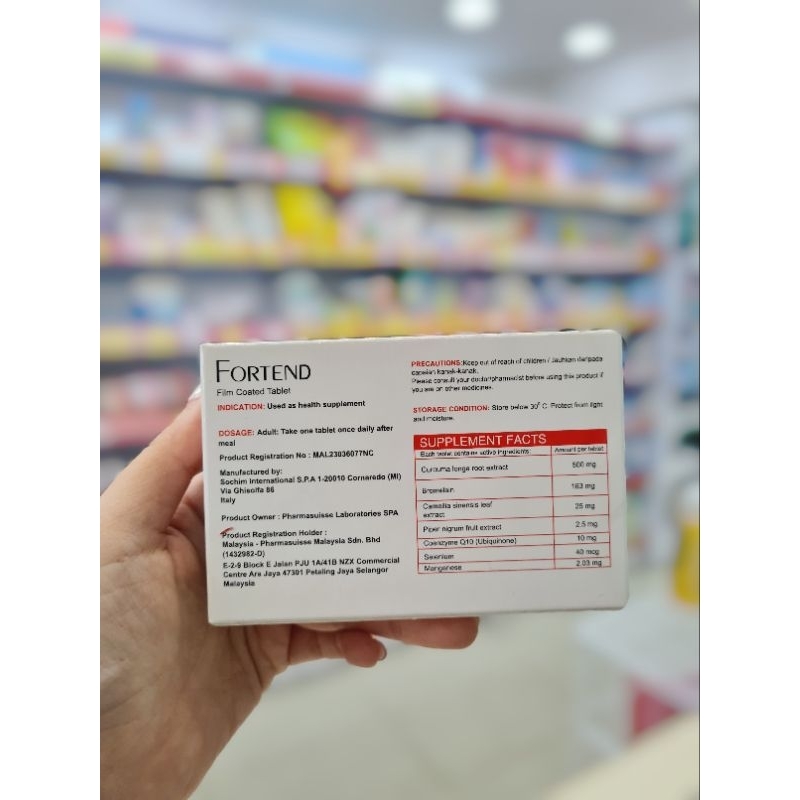 FORTEND
Film Coated Tablet
INDICATION: Used as health supplement
DOSAGE: Adult: Take one tablet once daily after
meal
Product Registration No : MAL23036077NC
Manufactured by:
Sochim International S.P.A 1-20010 Cornaredo (MI)
Via Ghisolfa 86
Italy
Product Owner : Pharmasuisse Laboratories SPA
Product Registration Holder :
Malaysia - Pharmasuisse Malaysia Sdn. Bhd
(1432982-D)
E-2-9 Block E Jalan PJU 1A/41B NZX Commercial
Centre Ara Jaya 47301 Petaling Jaya Selangor
Malaysia
PRECAUTIONS: Keep out of reach of children / Jauhkan daripada
capaian kanak-kanak.
Please consult your doctor/pharmacist before using this product if
you are on other medicines.
STORAGE CONDITION: Store below 30° C. Protect from light
and moisture.
SUPPLEMENT FACTS
Each tablet contains active ingredients: Amount per tablet
Curcuma longa root extract 500 mg
Bromelain 163 mg
Camellia sinensis leaf
extract 25 mg
Piper nigrum fruit extract 2.5 mg
Coenzyme Q10 (Ubiquinone) 10 mg
Selenium 40 mcg
Manganese 2.03 mg